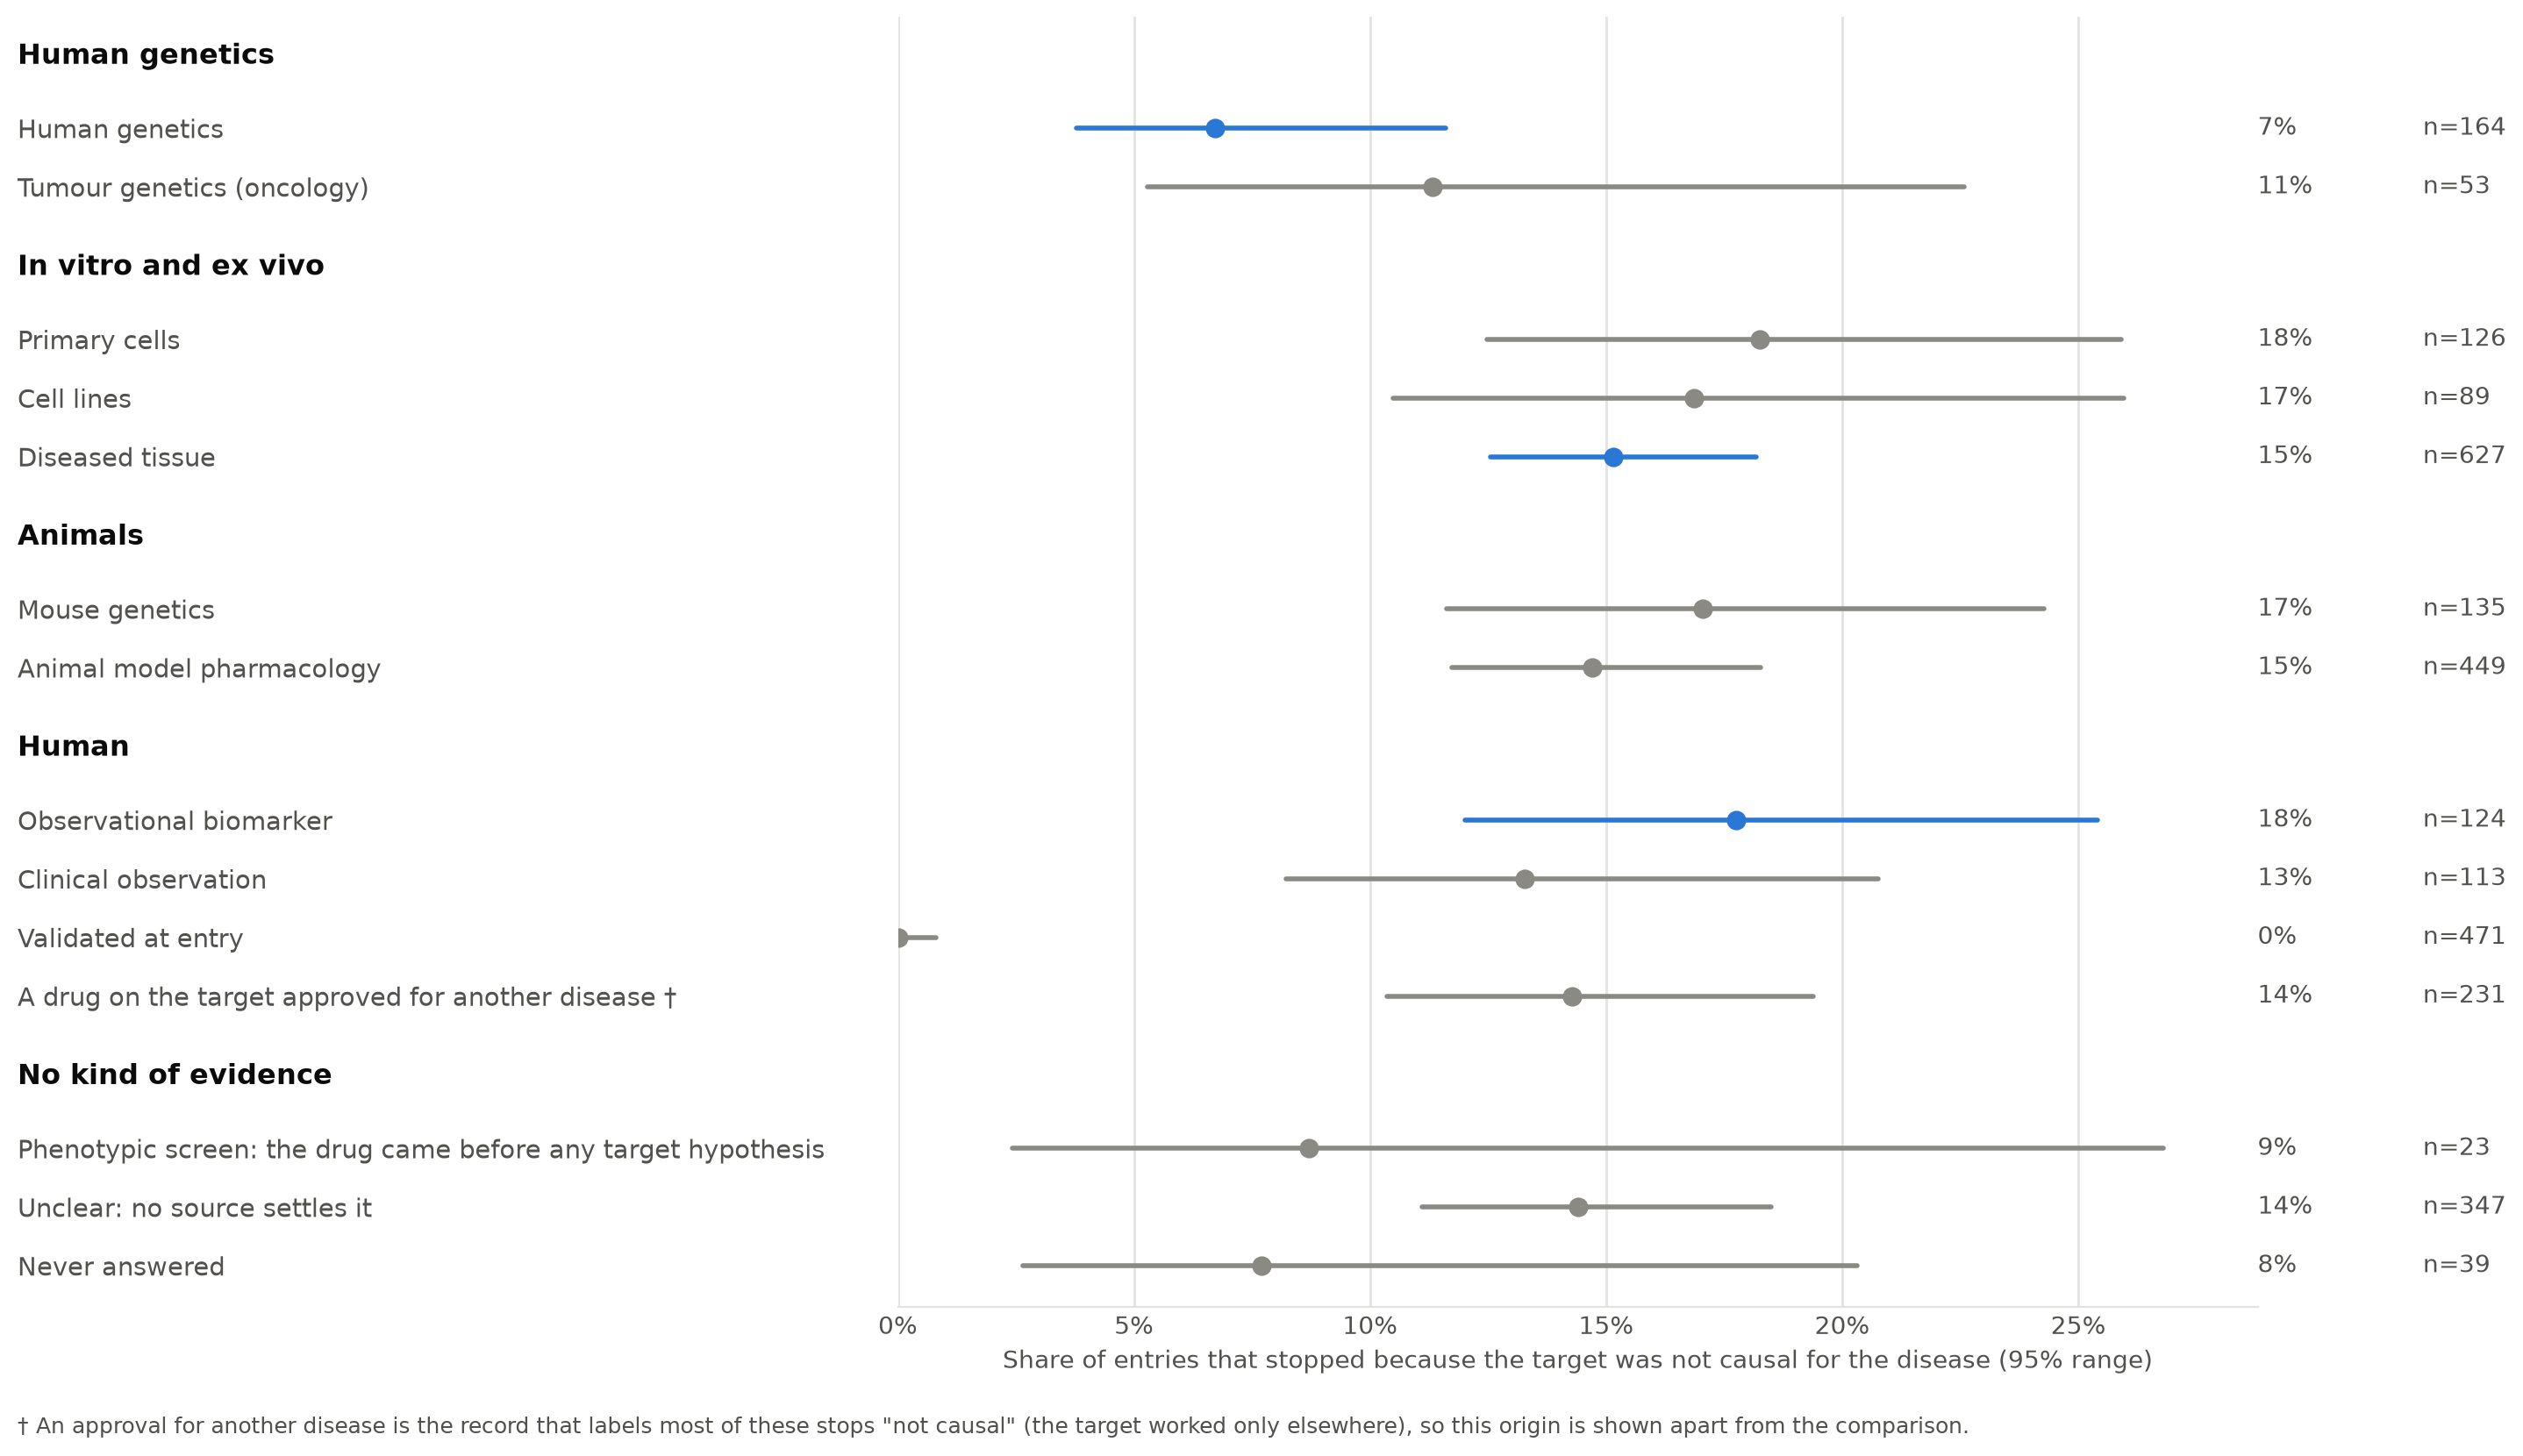 Human genetics
Human genetics 7% n=164
Tumour genetics (oncology) 11% n=53
In vitro and ex vivo
Primary cells 18% n=126
Cell lines 17% n=89
Diseased tissue 15% n=627
Animals
Mouse genetics 17% n=135
Animal model pharmacology 15% n=449
Human
Observational biomarker 18% n=124
Clinical observation 13% n=113
Validated at entry 0% n=471
A drug on the target approved for another disease † 14% n=231
No kind of evidence
Phenotypic screen: the drug came before any target hypothesis 9% n=23
Unclear: no source settles it 14% n=347
Never answered 8% n=39
0% 5% 10% 15% 20% 25%
Share of entries that stopped because the target was not causal for the disease (95% range)
† An approval for another disease is the record that labels most of these stops "not causal" (the target worked only elsewhere), so this origin is shown apart from the comparison.